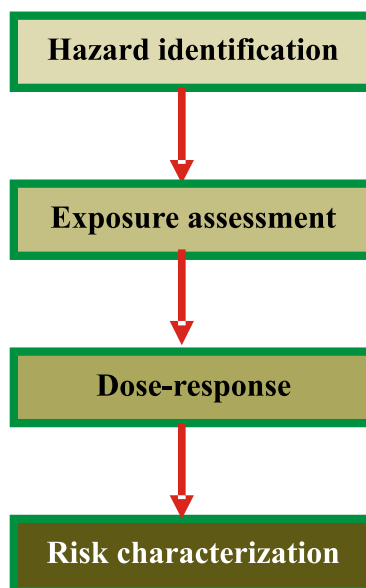 Hazard identification
Exposure assessment
Dose-response
Risk characterization